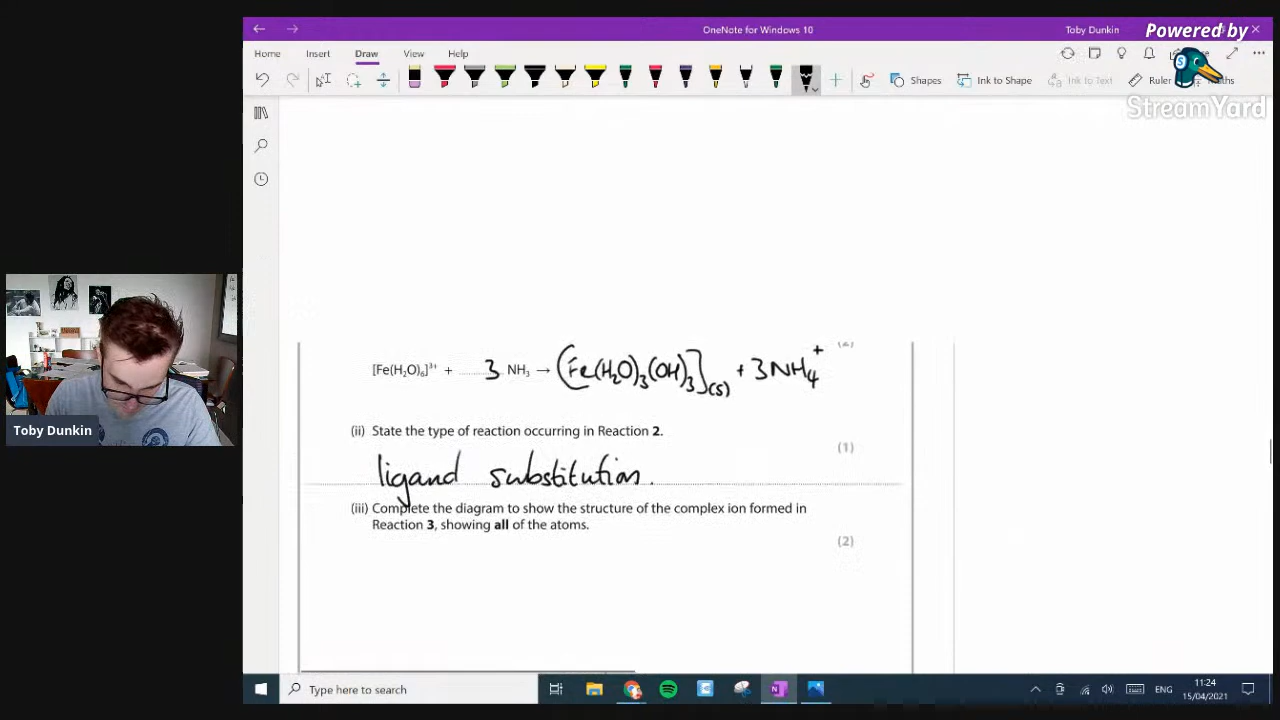 OneNote for Windows 10
Toby Dunkin
Powered by
StreamYard
Home Insert Draw View Help
Shapes Ink to Shape Ink to Text Ruler
(2)
[Fe(H₂O)₆]³⁺ + ........3 NH₃ → [Fe(H₂O)₃(OH)₃](s) + 3NH₄⁺
(ii) State the type of reaction occurring in Reaction 2.
(1)
ligand substitution.
(iii) Complete the diagram to show the structure of the complex ion formed in
Reaction 3, showing all of the atoms.
(2)
Toby Dunkin
Type here to search
ENG
11:24
15/04/2021